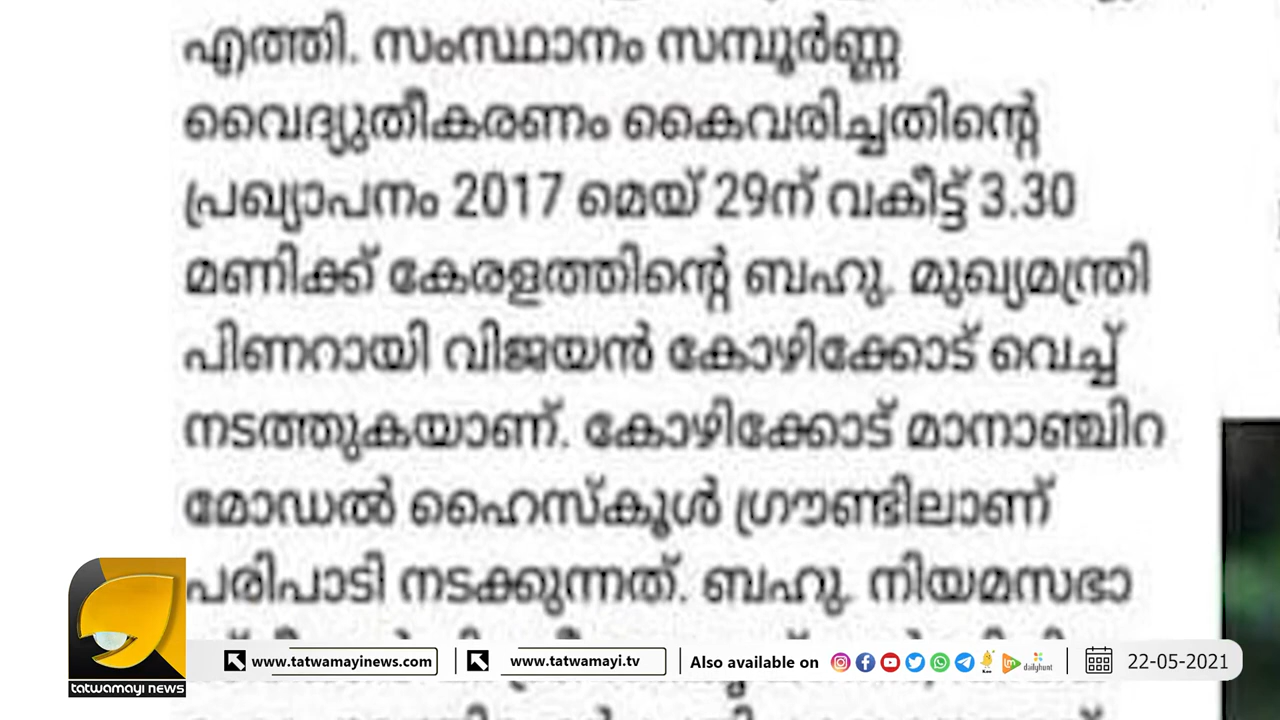 എത്തി. സംസ്ഥാനം സമ്പൂർണ്ണ
വൈദ്യുതീകരണം കൈവരിച്ചതിന്റെ
പ്രഖ്യാപനം 2017 മെയ് 29ന് വകീട്ട് 3.30
മണിക്ക് കേരളത്തിന്റെ ബഹു. മുഖ്യമന്ത്രി
പിണറായി വിജയൻ കോഴിക്കോട് വെച്ച്
നടത്തുകയാണ്. കോഴിക്കോട് മാനാഞ്ചിറ
മോഡൽ ഹൈസ്കൂൾ ഗ്രൗണ്ടിലാണ്
പരിപാടി നടക്കുന്നത്. ബഹു. നിയമസഭാ
tatwamayi news
www.tatwamayinews.com
www.tatwamayi.tv
Also available on
dailyhunt
22-05-2021